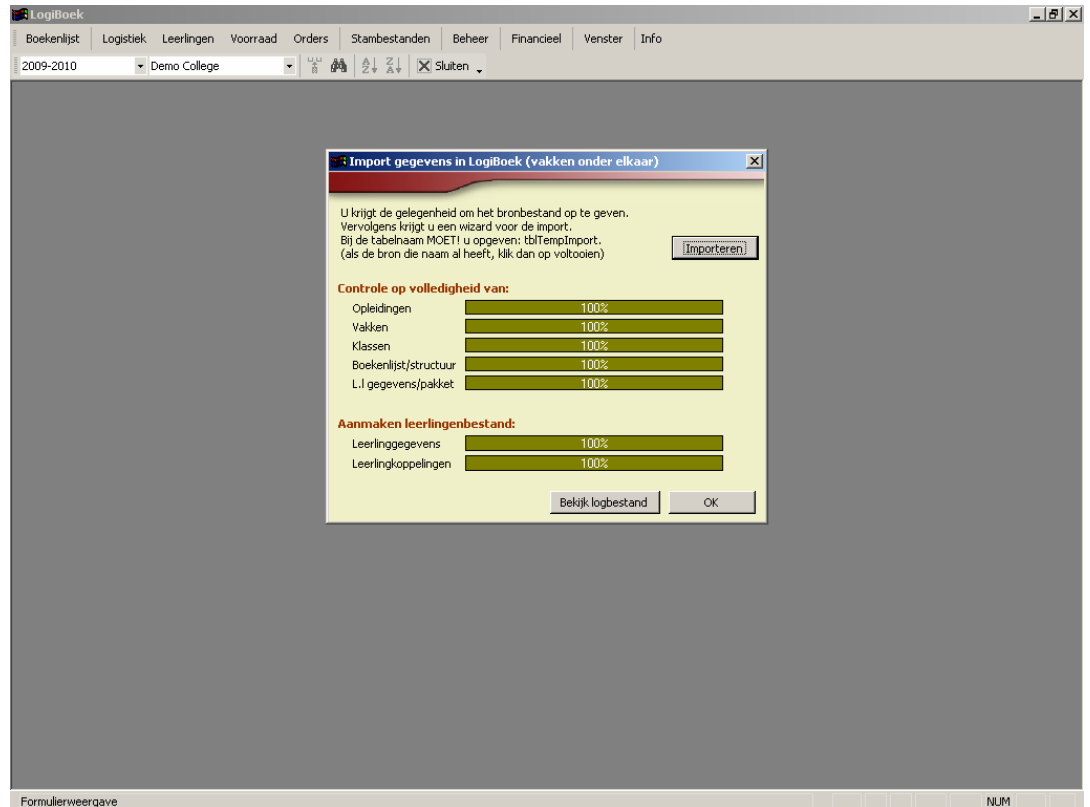 LogiBoek
Boekenlijst Logistiek Leerlingen Voorraad Orders Stambestanden Beheer Financieel Venster Info
2009-2010 Demo College Sluiten
Import gegevens in LogiBoek (vakken onder elkaar)
U krijgt de gelegenheid om het bronbestand op te geven.
Vervolgens krijgt u een wizard voor de import.
Bij de tabelnaam MOET! u opgeven: tblTempImport.
(als de bron die naam al heeft, klik dan op voltooien)
Importeren
Controle op volledigheid van:
Opleidingen 100%
Vakken 100%
Klassen 100%
Boekenlijst/structuur 100%
L.l gegevens/pakket 100%
Aanmaken leerlingenbestand:
Leerlinggegevens 100%
Leerlingkoppelingen 100%
Bekijk logbestand OK
Formulierweergave NUM